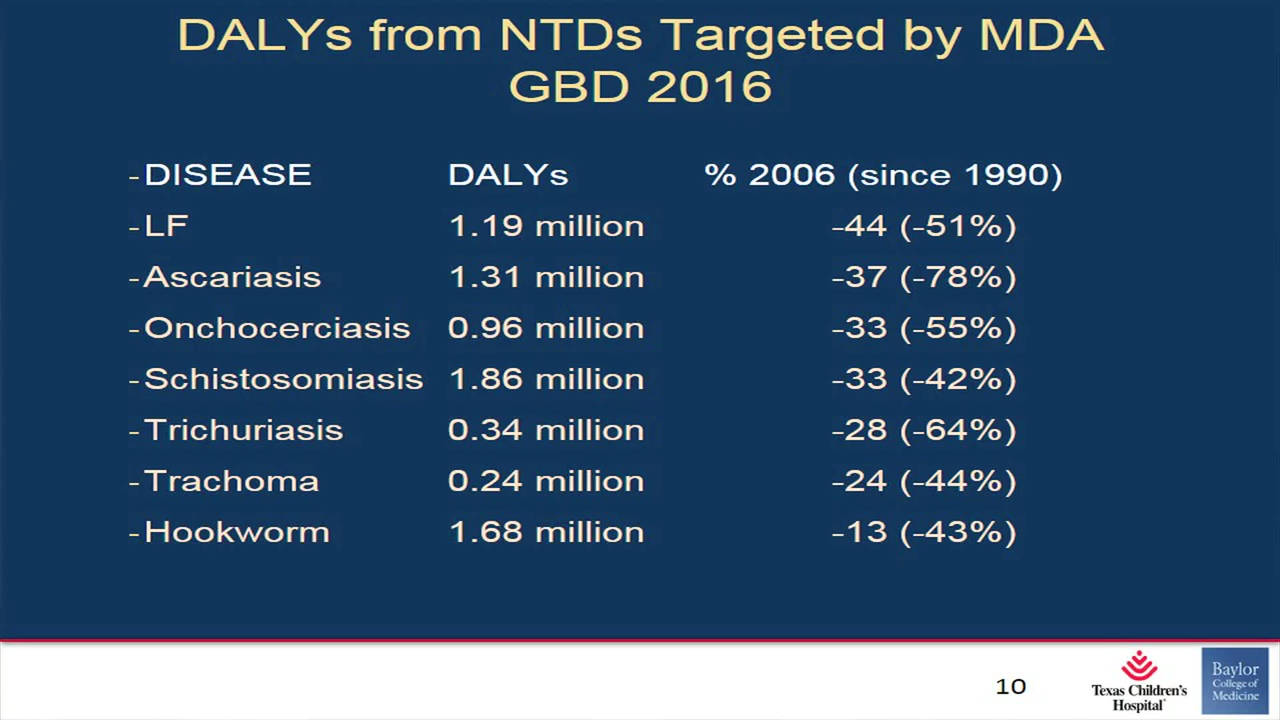 DALYs from NTDs Targeted by MDA
GBD 2016
-DISEASE DALYs % 2006 (since 1990)
-LF 1.19 million -44 (-51%)
-Ascariasis 1.31 million -37 (-78%)
-Onchocerciasis 0.96 million -33 (-55%)
-Schistosomiasis 1.86 million -33 (-42%)
-Trichuriasis 0.34 million -28 (-64%)
-Trachoma 0.24 million -24 (-44%)
-Hookworm 1.68 million -13 (-43%)
10
Texas Children's
Hospital
Baylor
College of
Medicine